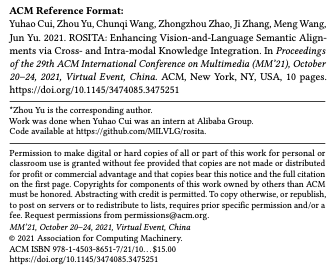 ACM Reference Format:
Yuhao Cui, Zhou Yu, Chunqi Wang, Zhongzhou Zhao, Ji Zhang, Meng Wang,
Jun Yu. 2021. ROSITA: Enhancing Vision-and-Language Semantic Align-
ments via Cross- and Intra-modal Knowledge Integration. In Proceedings
of the 29th ACM International Conference on Multimedia (MM'21), October
20–24, 2021, Virtual Event, China. ACM, New York, NY, USA, 10 pages.
https://doi.org/10.1145/3474085.3475251
*Zhou Yu is the corresponding author.
Work was done when Yuhao Cui was an intern at Alibaba Group.
Code available at https://github.com/MILVLG/rosita.
Permission to make digital or hard copies of all or part of this work for personal or
classroom use is granted without fee provided that copies are not made or distributed
for profit or commercial advantage and that copies bear this notice and the full citation
on the first page. Copyrights for components of this work owned by others than ACM
must be honored. Abstracting with credit is permitted. To copy otherwise, or republish,
to post on servers or to redistribute to lists, requires prior specific permission and/or a
fee. Request permissions from permissions@acm.org.
MM'21, October 20–24, 2021, Virtual Event, China
© 2021 Association for Computing Machinery.
ACM ISBN 978-1-4503-8651-7/21/10...$15.00
https://doi.org/10.1145/3474085.3475251